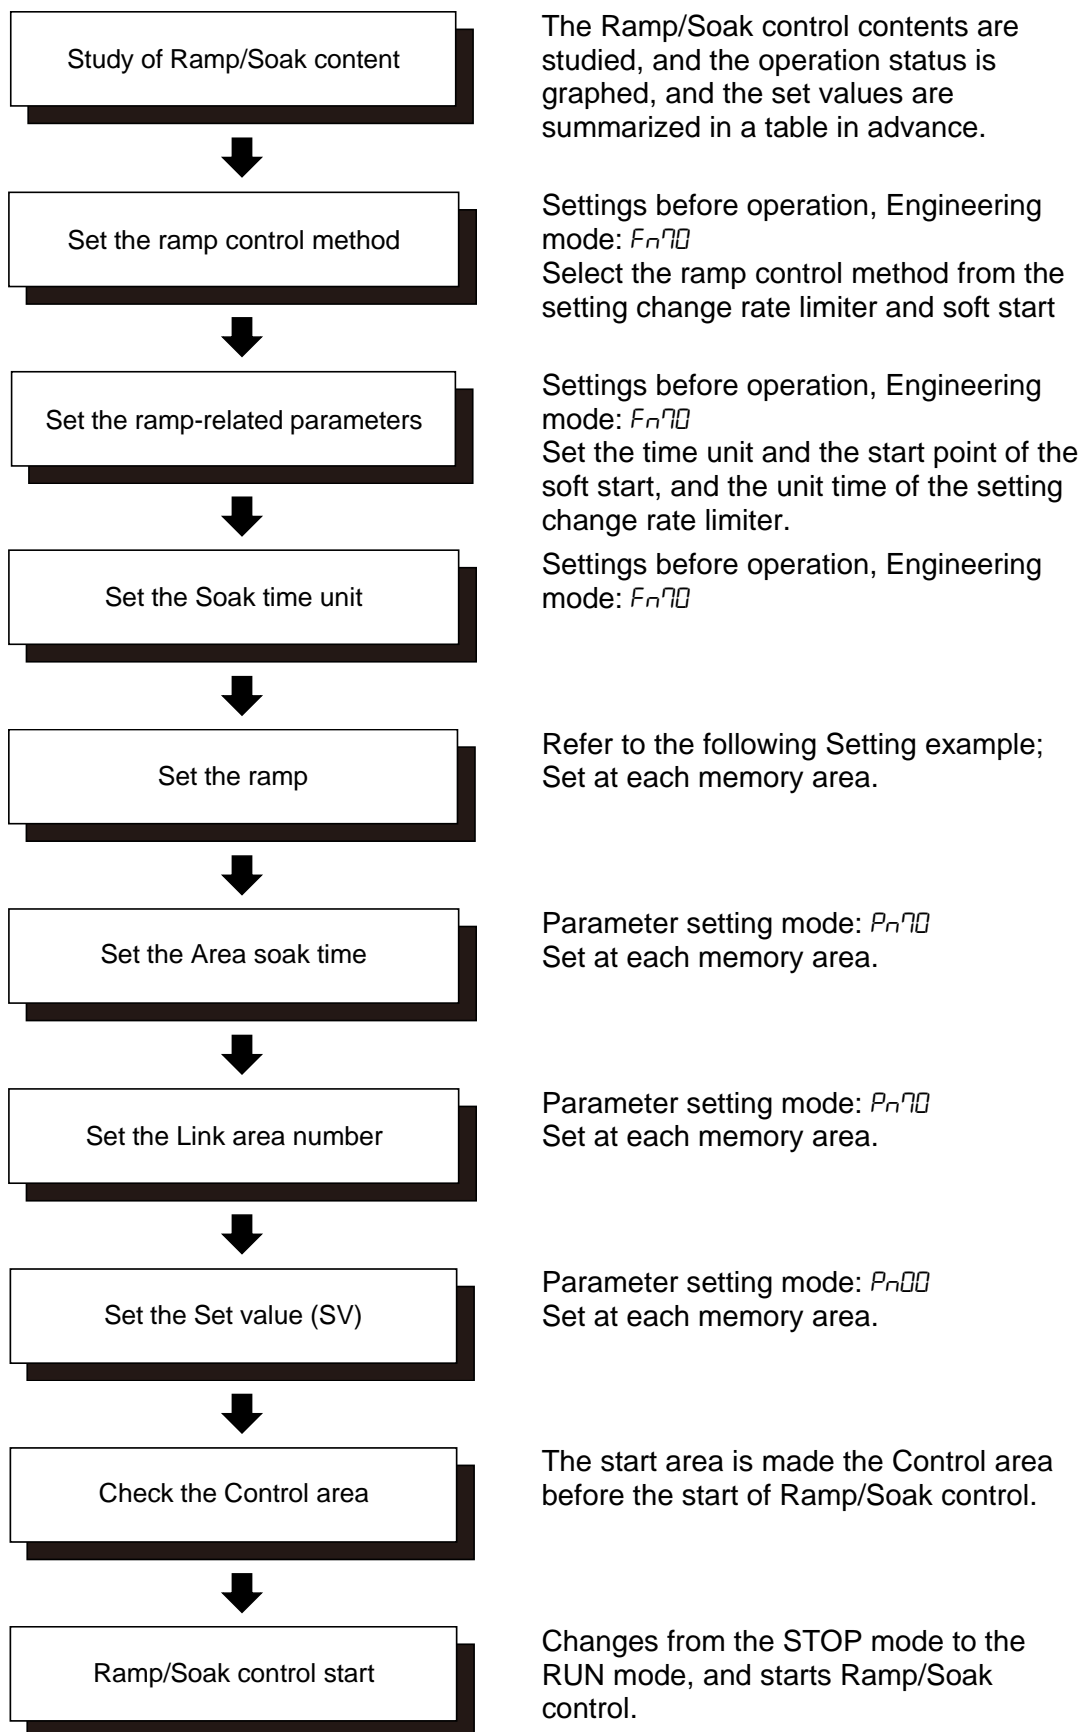 Study of Ramp/Soak content
The Ramp/Soak control contents are
studied, and the operation status is
graphed, and the set values are
summarized in a table in advance.
Set the ramp control method
Settings before operation, Engineering
mode: Fn70
Select the ramp control method from the
setting change rate limiter and soft start
Set the ramp-related parameters
Settings before operation, Engineering
mode: Fn70
Set the time unit and the start point of the
soft start, and the unit time of the setting
change rate limiter.
Set the Soak time unit
Settings before operation, Engineering
mode: Fn70
Set the ramp
Refer to the following Setting example;
Set at each memory area.
Set the Area soak time
Parameter setting mode: Pn70
Set at each memory area.
Set the Link area number
Parameter setting mode: Pn70
Set at each memory area.
Set the Set value (SV)
Parameter setting mode: Pn00
Set at each memory area.
Check the Control area
The start area is made the Control area
before the start of Ramp/Soak control.
Ramp/Soak control start
Changes from the STOP mode to the
RUN mode, and starts Ramp/Soak
control.